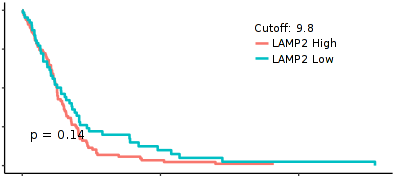 Cutoff: 9.8
LAMP2 High
LAMP2 Low
p = 0.14